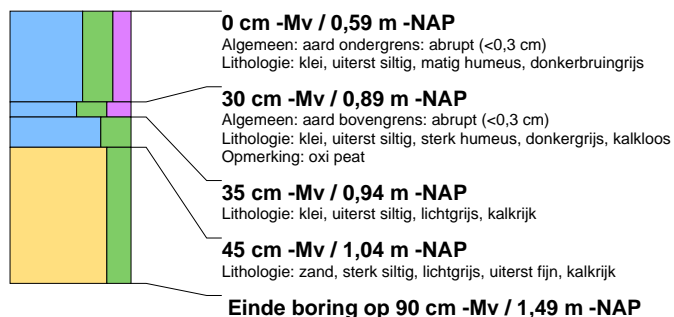 0 cm -Mv / 0,59 m -NAP
Algemeen: aard ondergrens: abrupt (<0,3 cm)
Lithologie: klei, uiterst siltig, matig humeus, donkerbruingrijs
30 cm -Mv / 0,89 m -NAP
Algemeen: aard bovengrens: abrupt (<0,3 cm)
Lithologie: klei, uiterst siltig, sterk humeus, donkergrijs, kalkloos
Opmerking: oxi peat
35 cm -Mv / 0,94 m -NAP
Lithologie: klei, uiterst siltig, lichtgrijs, kalkrijk
45 cm -Mv / 1,04 m -NAP
Lithologie: zand, sterk siltig, lichtgrijs, uiterst fijn, kalkrijk
Einde boring op 90 cm -Mv / 1,49 m -NAP